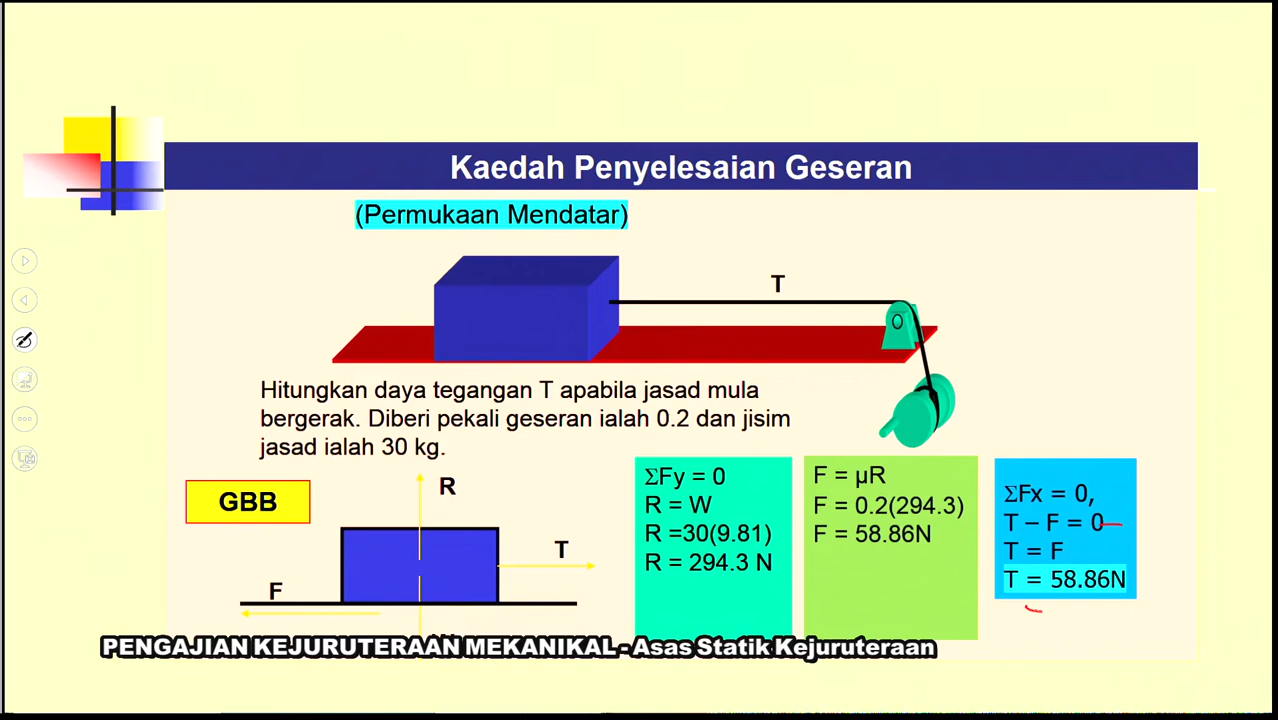 Kaedah Penyelesaian Geseran
(Permukaan Mendatar)
T
Hitungkan daya tegangan T apabila jasad mula
bergerak. Diberi pekali geseran ialah 0.2 dan jisim
jasad ialah 30 kg.
GBB
R
T
F
ΣFy = 0
R = W
R =30(9.81)
R = 294.3 N
F = µR
F = 0.2(294.3)
F = 58.86N
ΣFx = 0,
T – F = 0
T = F
T = 58.86N
PENGAJIAN KEJURUTERAAN MEKANIKAL - Asas Statik Kejuruteraan